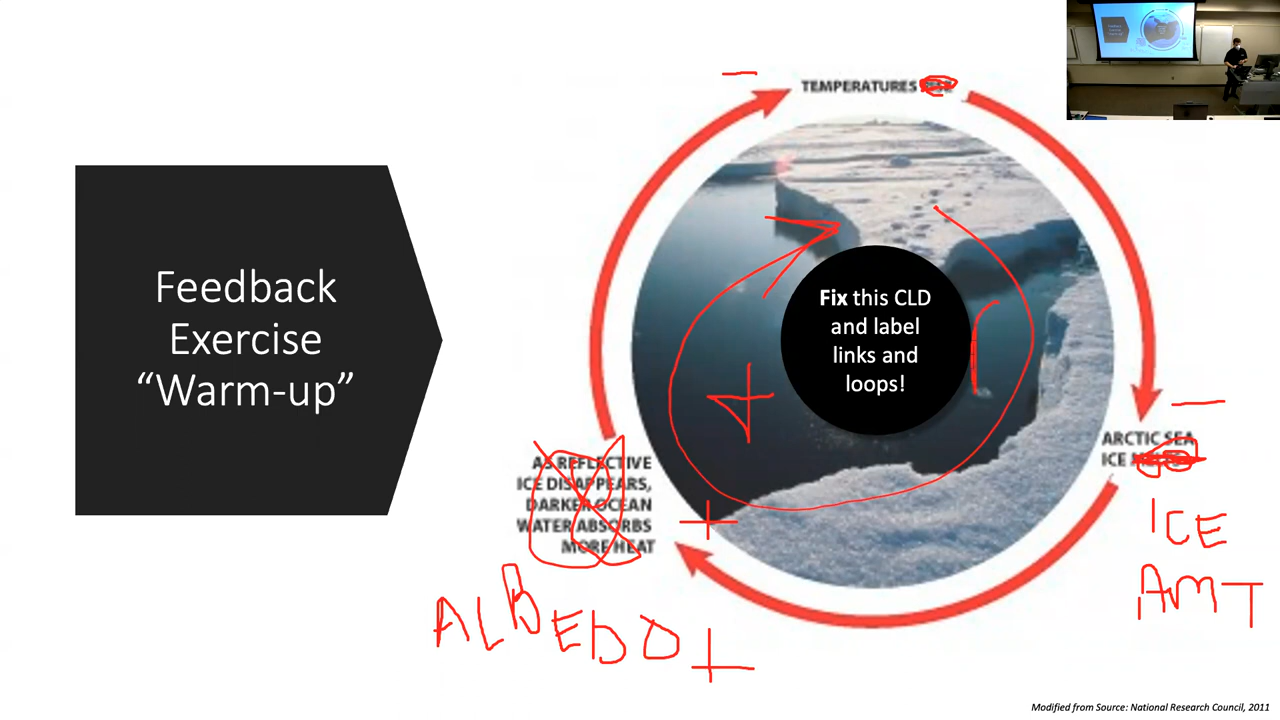 Feedback
Exercise
“Warm-up”
−
TEMPERATURES
Fix this CLD
and label
links and
loops!
−
ARCTIC SEA
ICE
ICE
AMT
+
+
AS REFLECTIVE
ICE DISAPPEARS,
DARKER OCEAN
WATER ABSORBS
MORE HEAT
ALBEDO
Modified from Source: National Research Council, 2011